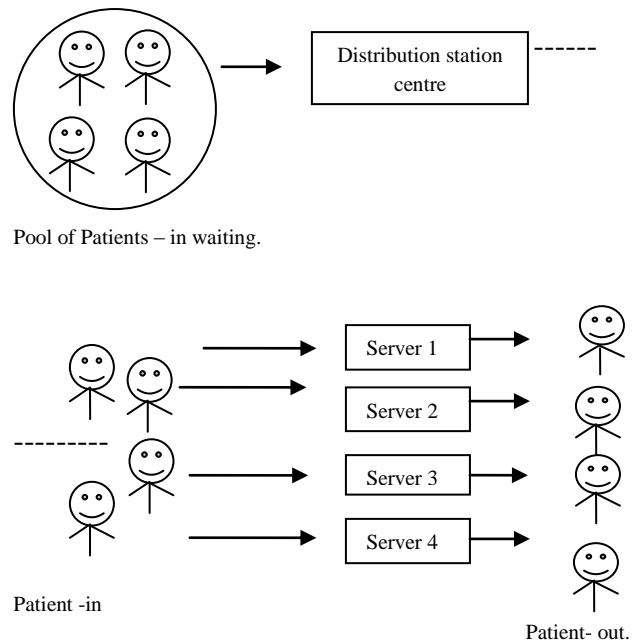 Distribution station
centre
Pool of Patients – in waiting.
Server 1
Server 2
Server 3
Server 4
Patient -in
Patient- out.